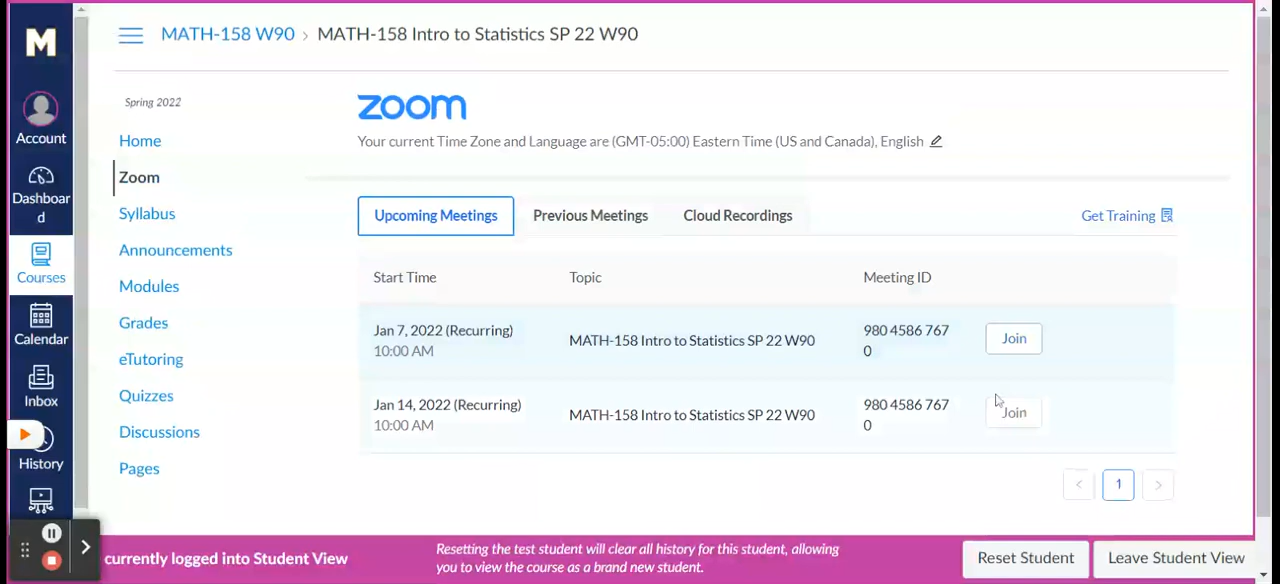 M
Account
Dashboar
d
Courses
Calendar
Inbox
History
MATH-158 W90 › MATH-158 Intro to Statistics SP 22 W90
Spring 2022
Home
Zoom
Syllabus
Announcements
Modules
Grades
eTutoring
Quizzes
Discussions
Pages
zoom
Your current Time Zone and Language are (GMT-05:00) Eastern Time (US and Canada), English
Upcoming Meetings Previous Meetings Cloud Recordings Get Training
Start Time Topic Meeting ID
Jan 7, 2022 (Recurring)
10:00 AM
MATH-158 Intro to Statistics SP 22 W90
980 4586 767
0
Join
Jan 14, 2022 (Recurring)
10:00 AM
MATH-158 Intro to Statistics SP 22 W90
980 4586 767
0
Join
< 1 >
currently logged into Student View
Resetting the test student will clear all history for this student, allowing
you to view the course as a brand new student.
Reset Student
Leave Student View